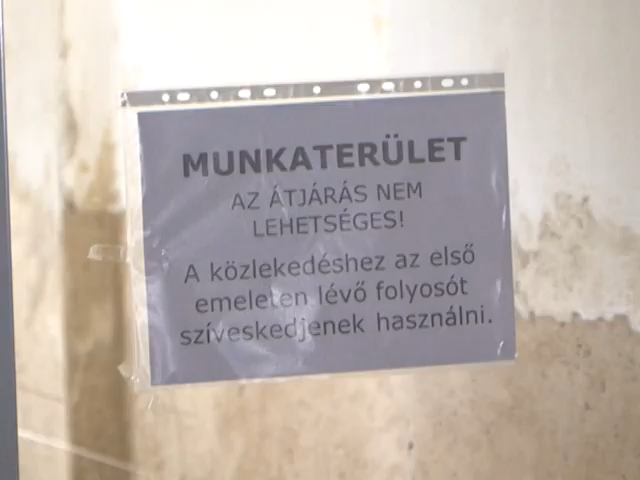 MUNKATERÜLET
AZ ÁTJÁRÁS NEM
LEHETSÉGES!
A közlekedéshez az első
emeleten lévő folyosót
szíveskedjenek használni.